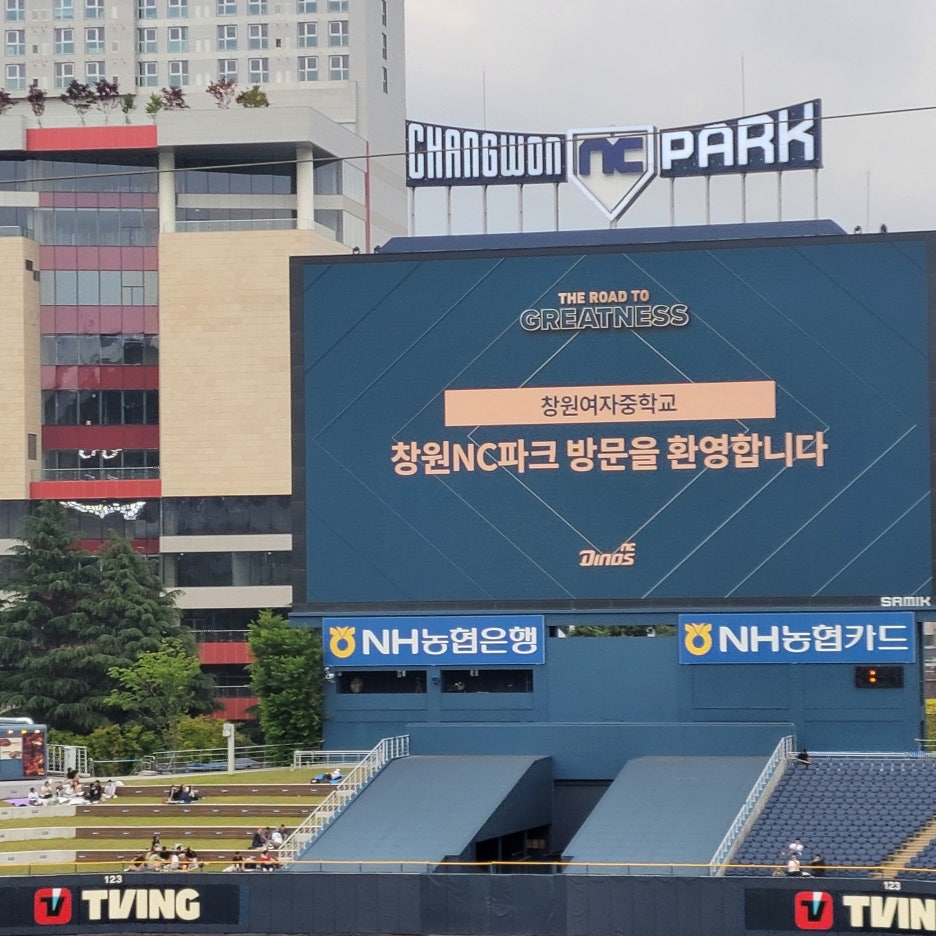 CHANGWON NC PARK
THE ROAD TO
GREATNESS
창원여자중학교
창원NC파크 방문을 환영합니다
NC
Dinos
SAMIK
NH농협은행
NH농협카드
123
123
TVING
TVIN